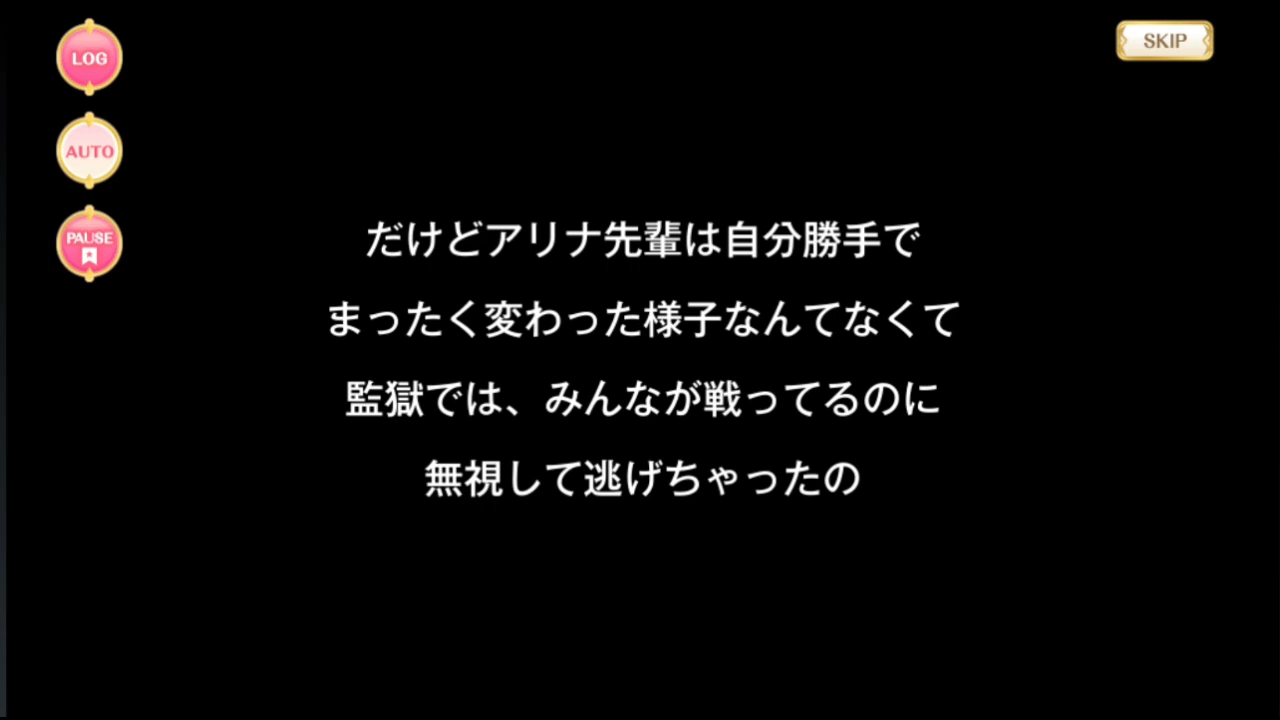 LOG
SKIP
AUTO
PAUSE
だけどアリナ先輩は自分勝手で
まったく変わった様子なんてなくて
監獄では、みんなが戦ってるのに
無視して逃げちゃったの